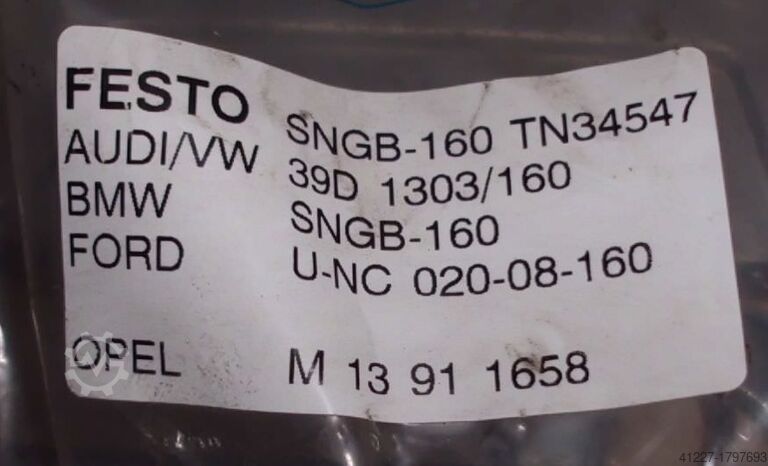 FESTO SNGB-160 TN34547
AUDI/VW 39D 1303/160
BMW SNGB-160
FORD U-NC 020-08-160
OPEL M 13 91 1658
41227-1797693